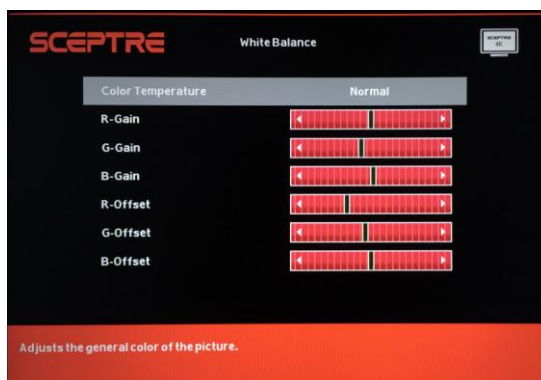 SCEPTRE
White Balance
SCEPTRE
4K
Color Temperature Normal
R-Gain
G-Gain
B-Gain
R-Offset
G-Offset
B-Offset
Adjusts the general color of the picture.